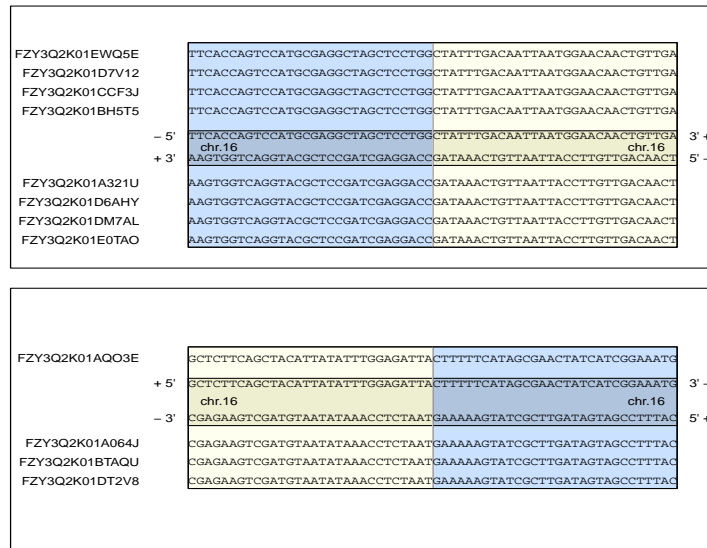 FZY3Q2K01EWQ5E TTCACCAGTCCATGCGAGGCTAGCTCCTGGCTATTTGACAATTAATGGAACAACTGTTGA
FZY3Q2K01D7V12 TTCACCAGTCCATGCGAGGCTAGCTCCTGGCTATTTGACAATTAATGGAACAACTGTTGA
FZY3Q2K01CCF3J TTCACCAGTCCATGCGAGGCTAGCTCCTGGCTATTTGACAATTAATGGAACAACTGTTGA
FZY3Q2K01BH5T5 TTCACCAGTCCATGCGAGGCTAGCTCCTGGCTATTTGACAATTAATGGAACAACTGTTGA
– 5' TTCACCAGTCCATGCGAGGCTAGCTCCTGGCTATTTGACAATTAATGGAACAACTGTTGA 3' +
chr.16 chr.16
+ 3' AAGTGGTCAGGTACGCTCCGATCGAGGACCGATAAACTGTTAATTACCTTGTTGACAACT 5' –
FZY3Q2K01A321U AAGTGGTCAGGTACGCTCCGATCGAGGACCGATAAACTGTTAATTACCTTGTTGACAACT
FZY3Q2K01D6AHY AAGTGGTCAGGTACGCTCCGATCGAGGACCGATAAACTGTTAATTACCTTGTTGACAACT
FZY3Q2K01DM7AL AAGTGGTCAGGTACGCTCCGATCGAGGACCGATAAACTGTTAATTACCTTGTTGACAACT
FZY3Q2K01E0TAO AAGTGGTCAGGTACGCTCCGATCGAGGACCGATAAACTGTTAATTACCTTGTTGACAACT
FZY3Q2K01AQO3E GCTCTTCAGCTACATTATATTTGGAGATTACTTTTTCATAGCGAACTATCATCGGAAATG
+ 5' GCTCTTCAGCTACATTATATTTGGAGATTACTTTTTCATAGCGAACTATCATCGGAAATG 3' –
chr.16 chr.16
– 3' CGAGAAGTCGATGTAATATAAACCTCTAATGAAAAAGTATCGCTTGATAGTAGCCTTTAC 5' +
FZY3Q2K01A064J CGAGAAGTCGATGTAATATAAACCTCTAATGAAAAAGTATCGCTTGATAGTAGCCTTTAC
FZY3Q2K01BTAQU CGAGAAGTCGATGTAATATAAACCTCTAATGAAAAAGTATCGCTTGATAGTAGCCTTTAC
FZY3Q2K01DT2V8 CGAGAAGTCGATGTAATATAAACCTCTAATGAAAAAGTATCGCTTGATAGTAGCCTTTAC